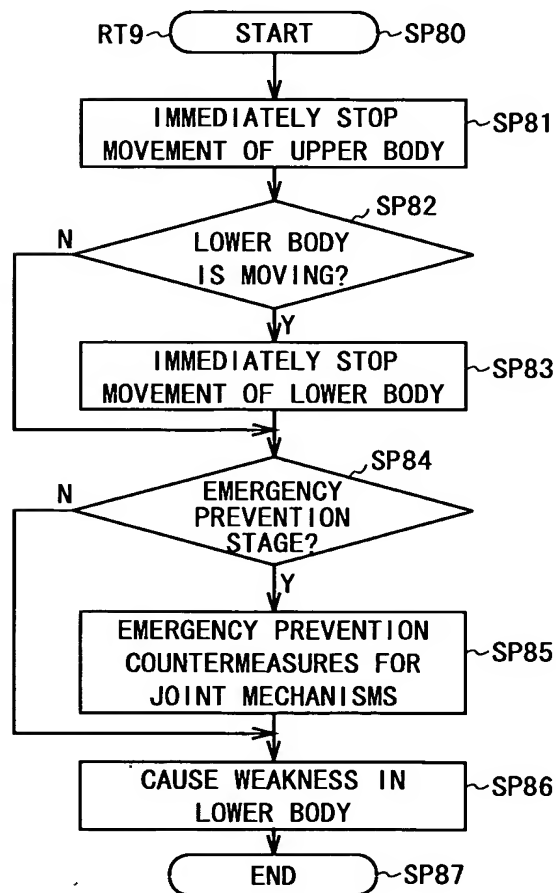 RT9 START SP80
IMMEDIATELY STOP
MOVEMENT OF UPPER BODY
SP81
SP82
N
LOWER BODY
IS MOVING?
Y
IMMEDIATELY STOP
MOVEMENT OF LOWER BODY
SP83
SP84
N
EMERGENCY
PREVENTION
STAGE?
Y
EMERGENCY PREVENTION
COUNTERMEASURES FOR
JOINT MECHANISMS
SP85
CAUSE WEAKNESS IN
LOWER BODY
SP86
END SP87